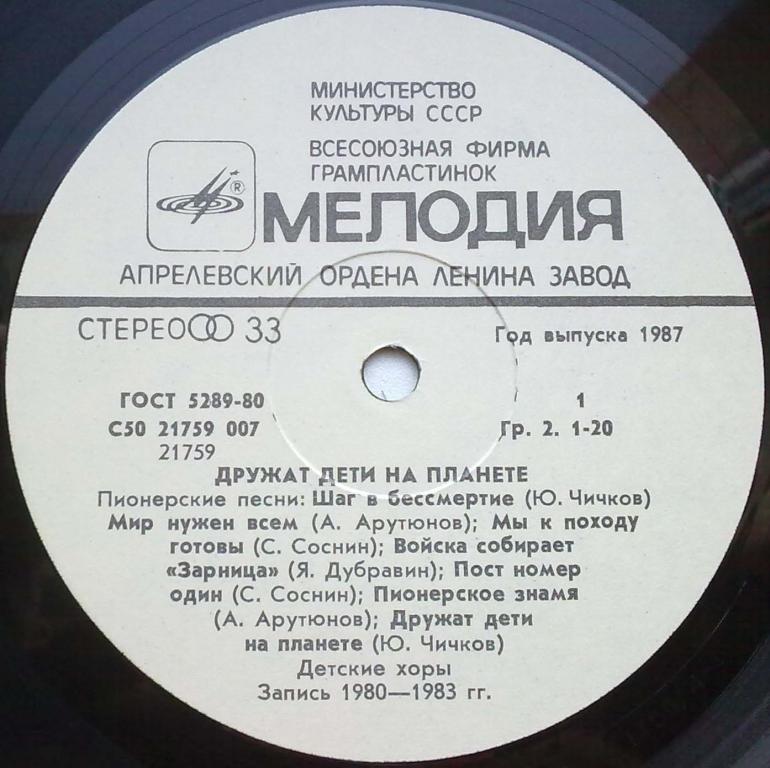 МИНИСТЕРСТВО
КУЛЬТУРЫ СССР
ВСЕСОЮЗНАЯ ФИРМА
ГРАМПЛАСТИНОК
®
МЕЛОДИЯ
АПРЕЛЕВСКИЙ ОРДЕНА ЛЕНИНА ЗАВОД
СТЕРЕО 33
Год выпуска 1987
ГОСТ 5289-80
1
С50 21759 007
Гр. 2. 1-20
21759
ДРУЖАТ ДЕТИ НА ПЛАНЕТЕ
Пионерские песни: Шаг в бессмертие (Ю. Чичков)
Мир нужен всем (А. Арутюнов); Мы к походу
готовы (С. Соснин); Войска собирает
«Зарница» (Я. Дубравин); Пост номер
один (С. Соснин); Пионерское знамя
(А. Арутюнов); Дружат дети
на планете (Ю. Чичков)
Детские хоры
Запись 1980—1983 гг.